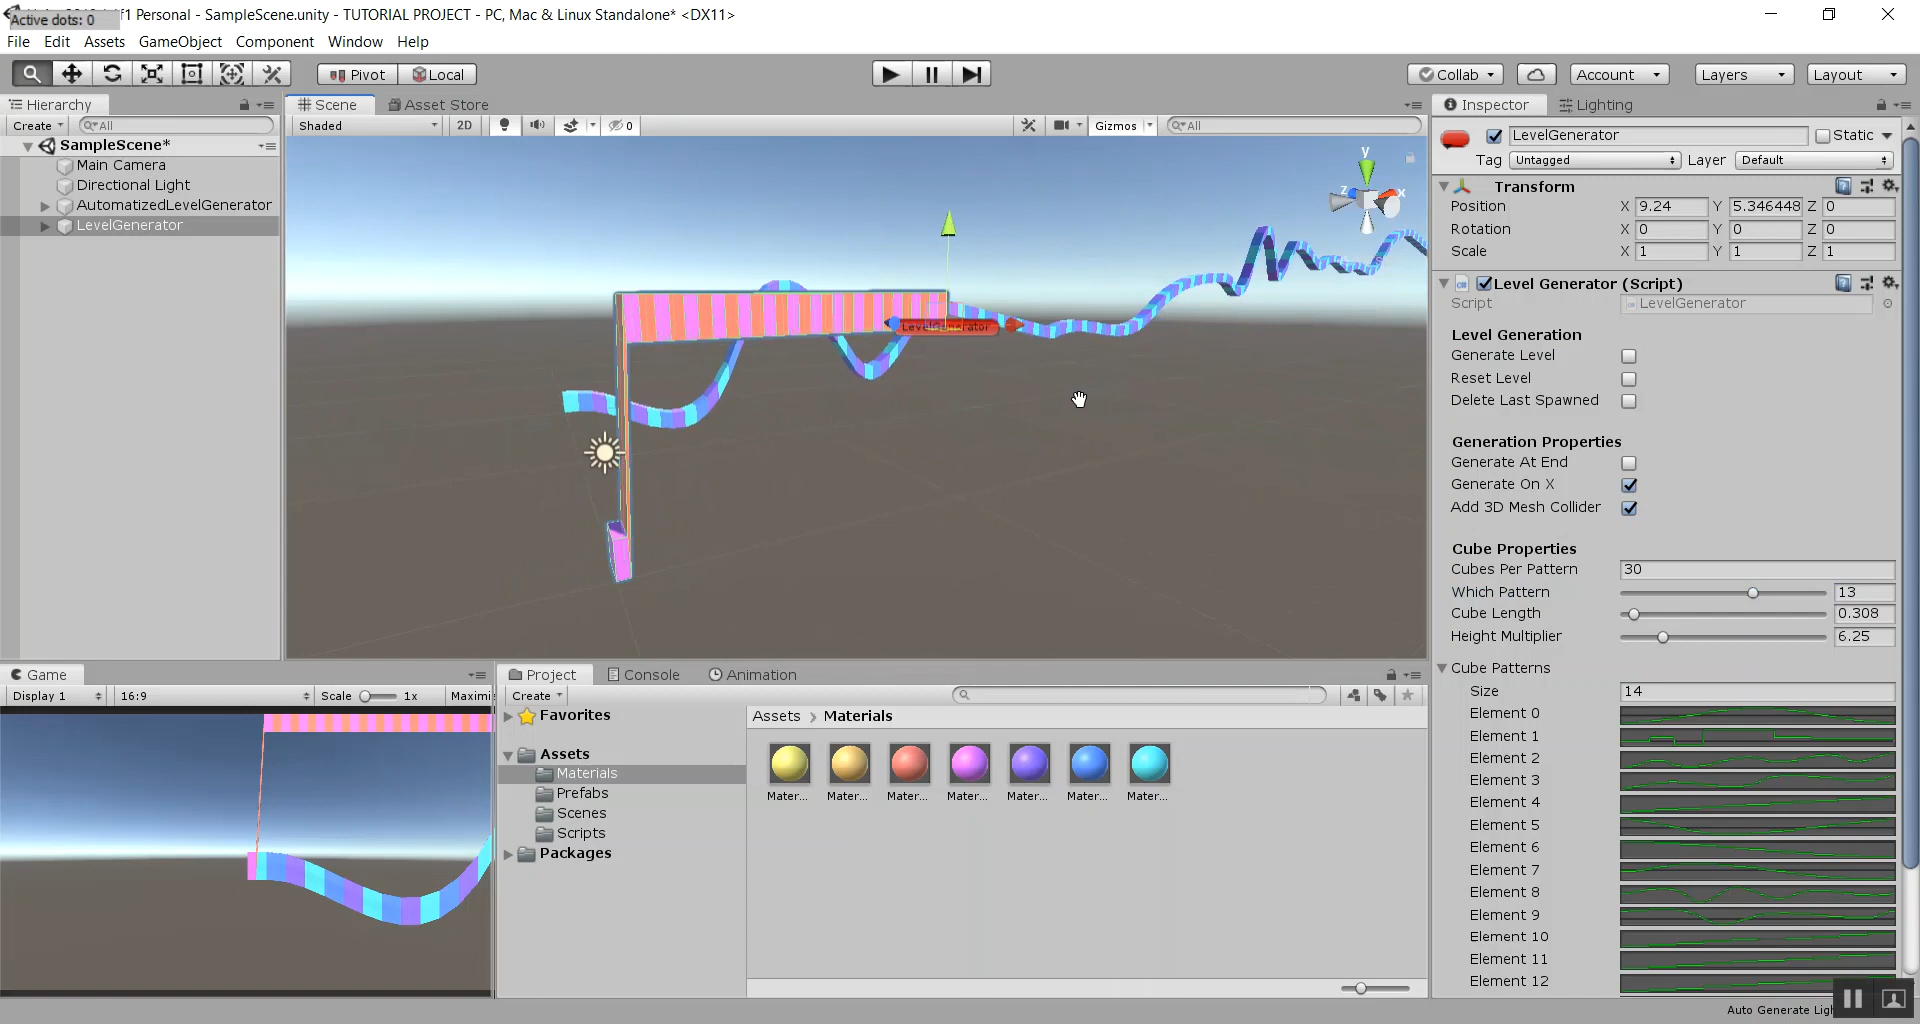 Active dots: 0
f1 Personal - SampleScene.unity - TUTORIAL PROJECT - PC, Mac & Linux Standalone* <DX11>
File Edit Assets GameObject Component Window Help
Pivot Local Collab Account Layers Layout
Hierarchy Scene Asset Store Inspector Lighting
Create All Shaded 2D 0 Gizmos All
SampleScene*
Main Camera
Directional Light
AutomatizedLevelGenerator
LevelGenerator
y
z x
LevelGenerator
LevelGenerator Static
Tag Untagged Layer Default
Transform
Position X 9.24 Y 5.346448 Z 0
Rotation X 0 Y 0 Z 0
Scale X 1 Y 1 Z 1
Level Generator (Script)
Script LevelGenerator
Level Generation
Generate Level
Reset Level
Delete Last Spawned
Generation Properties
Generate At End
Generate On X
Add 3D Mesh Collider
Cube Properties
Cubes Per Pattern 30
Which Pattern 13
Cube Length 0.308
Height Multiplier 6.25
Cube Patterns
Size 14
Element 0
Element 1
Element 2
Element 3
Element 4
Element 5
Element 6
Element 7
Element 8
Element 9
Element 10
Element 11
Element 12
Game
Display 1 16:9 Scale 1x Maximi
Project Console Animation
Create
Favorites
Assets
Materials
Prefabs
Scenes
Scripts
Packages
Assets > Materials
Mater... Mater... Mater... Mater... Mater... Mater... Mater...
Auto Generate Ligh